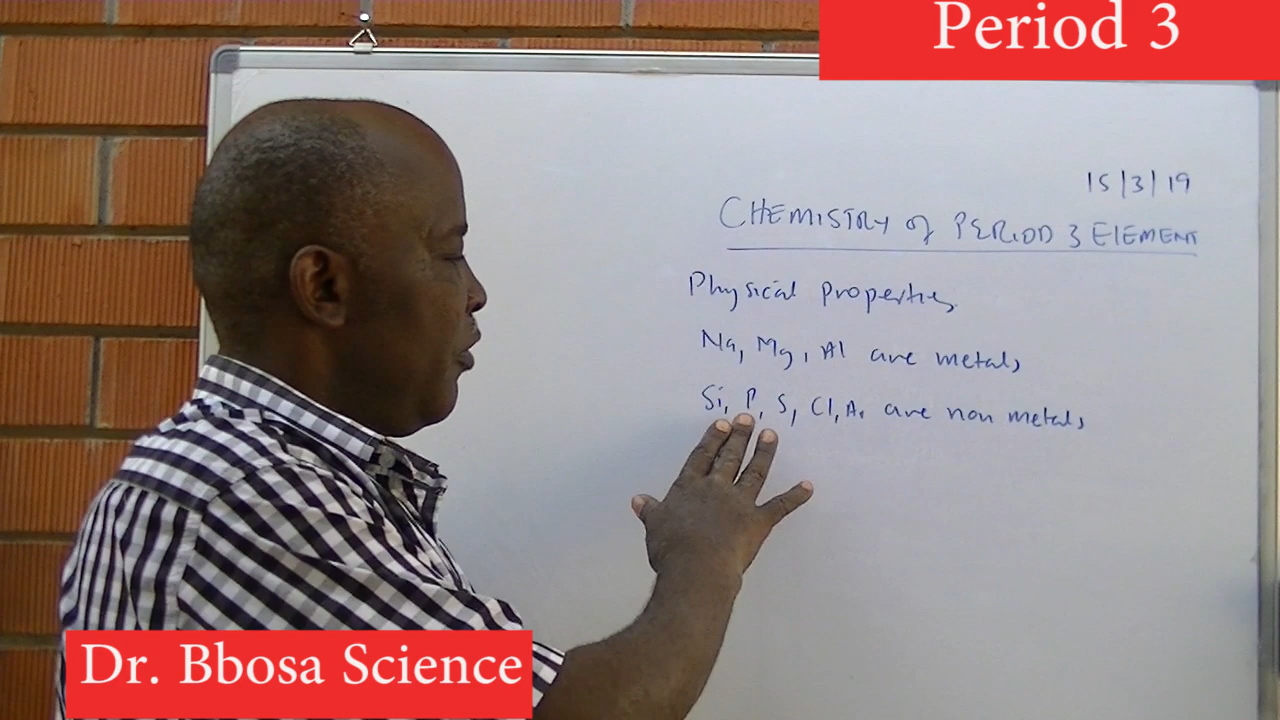 Period 3
15/3/19
CHEMISTRY of PERIOD 3 ELEMENT
Physical properties
Na, Mg, Al are metals
Si, P, S, Cl, Ar are non metals
Dr. Bbosa Science